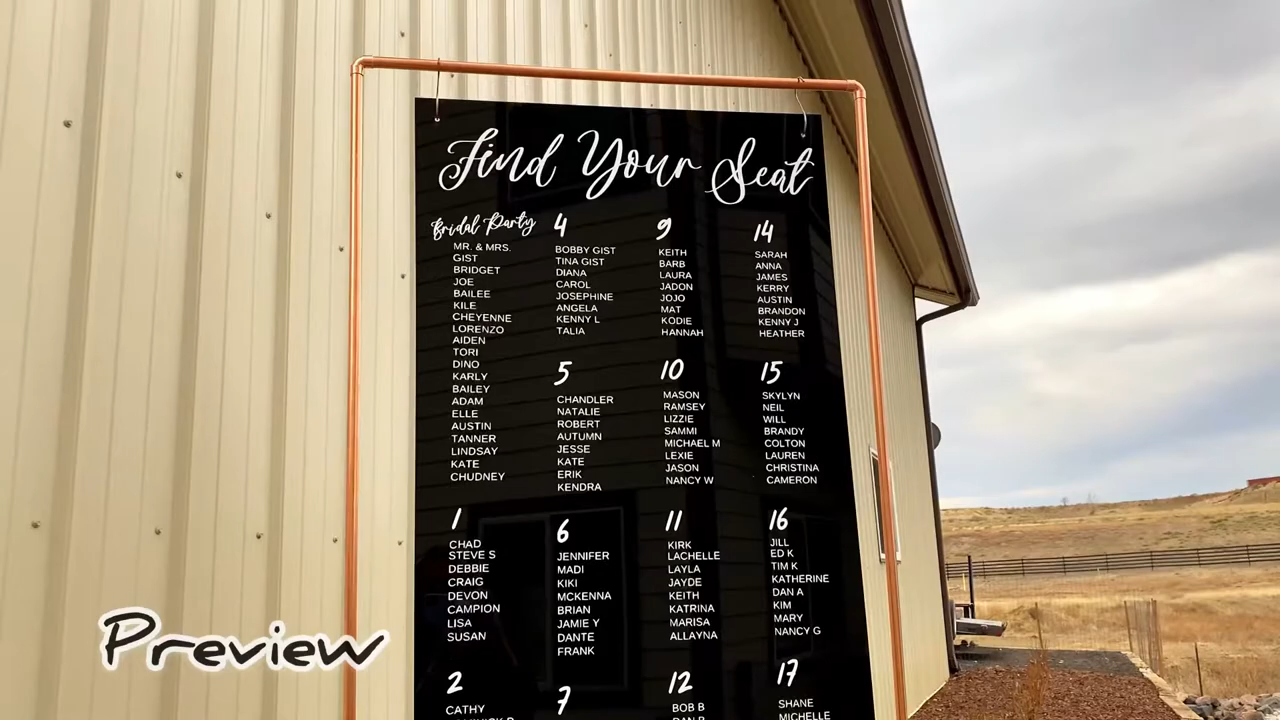 Find Your Seat
Bridal Party
MR. & MRS.
GIST
BRIDGET
JOE
BAILEE
KILE
CHEYENNE
LORENZO
AIDEN
TORI
DINO
KARLY
BAILEY
ADAM
ELLE
AUSTIN
TANNER
LINDSAY
KATE
CHUDNEY
1
CHAD
STEVE S
DEBBIE
CRAIG
DEVON
CAMPION
LISA
SUSAN
2
CATHY
4
BOBBY GIST
TINA GIST
DIANA
CAROL
JOSEPHINE
ANGELA
KENNY L
TALIA
5
CHANDLER
NATALIE
ROBERT
AUTUMN
JESSE
KATE
ERIK
KENDRA
6
JENNIFER
MADI
KIKI
MCKENNA
BRIAN
JAMIE Y
DANTE
FRANK
7
9
KEITH
BARB
LAURA
JADON
JOJO
MAT
KODIE
HANNAH
10
MASON
RAMSEY
LIZZIE
SAMMI
MICHAEL M
LEXIE
JASON
NANCY W
11
KIRK
LACHELLE
LAYLA
JAYDE
KEITH
KATRINA
MARISA
ALLAYNA
12
BOB B
14
SARAH
ANNA
JAMES
KERRY
AUSTIN
BRANDON
KENNY J
HEATHER
15
SKYLYN
NEIL
WILL
BRANDY
COLTON
LAUREN
CHRISTINA
CAMERON
16
JILL
ED K
TIM K
KATHERINE
DAN A
KIM
MARY
NANCY G
17
SHANE
MICHELLE
Preview